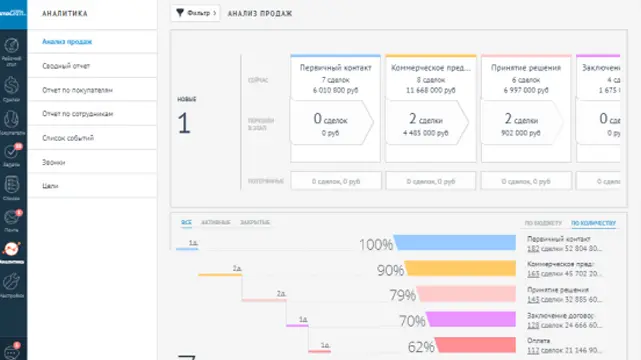 АНАЛИТИКА
Фильтр
АНАЛИЗ ПРОДАЖ
Анализ продаж
Сводный отчет
Отчет по покупателям
Отчет по сотрудникам
Список событий
Звонки
Цели
Рабочий стол
Сделки
Покупатели
Задачи
Списки
Почта
Аналитика
Настройки
НОВЫЕ
1
СЕЙЧАС
Первичный контакт
7 сделок
6 010 800 руб
Коммерческое пред...
8 сделок
11 668 000 руб
Принятие решения
6 сделок
6 997 000 руб
Заключени
4 сд
1 675
ПЕРЕШЛИ В ЭТАП
0 сделок
0 руб
2 сделки
4 485 000 руб
2 сделки
902 000 руб
0
0 сделок, 0 руб
0 сделок, 0 руб
0 сделок, 0 руб
0 сделок
ВСЕ
АКТИВНЫЕ
ЗАКРЫТЫЕ
ПО БЮДЖЕТУ
ПО КОЛИЧЕСТВУ
1д.
100%
Первичный контакт
182 сделки 52 804 80...
2д.
90%
Коммерческое пред
163 сделки 45 702 20...
2д.
79%
Принятие решения
143 сделки 32 885 60...
1д.
70%
Заключение договор
128 сделок 24 666 60...
1д.
62%
Оплата
112 сделок 21 146 90...